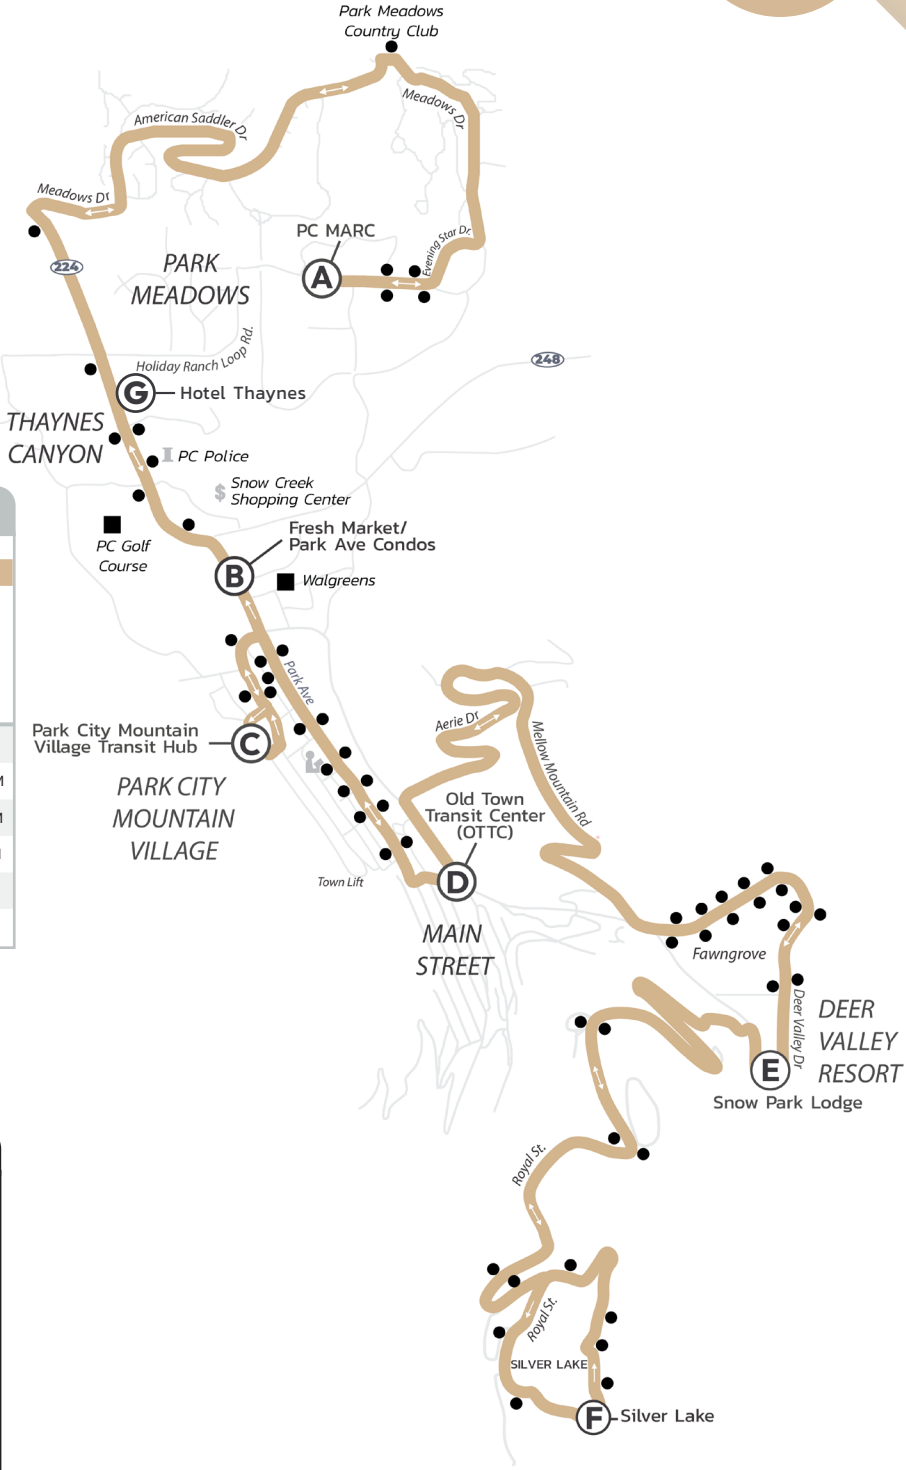 Park Meadows
Country Club
American Saddler Dr
Meadows Dr
Meadows Dr
PC MARC
Evening Star Dr.
224
PARK
MEADOWS
A
Holiday Ranch Loop Rd.
248
G
Hotel Thaynes
THAYNES
CANYON
PC Police
$
Snow Creek
Shopping Center
PC Golf
Course
Fresh Market/
Park Ave Condos
B
Walgreens
Park Ave
Park City Mountain
Village Transit Hub
C
PARK CITY
MOUNTAIN
VILLAGE
Aerie Dr
Mellow Mountain Rd
Old Town
Transit Center
(OTTC)
Town Lift
D
MAIN
STREET
Fawngrove
Deer Valley Dr
DEER
VALLEY
RESORT
E
Snow Park Lodge
Royal St.
Royal St.
SILVER LAKE
F
Silver Lake
M